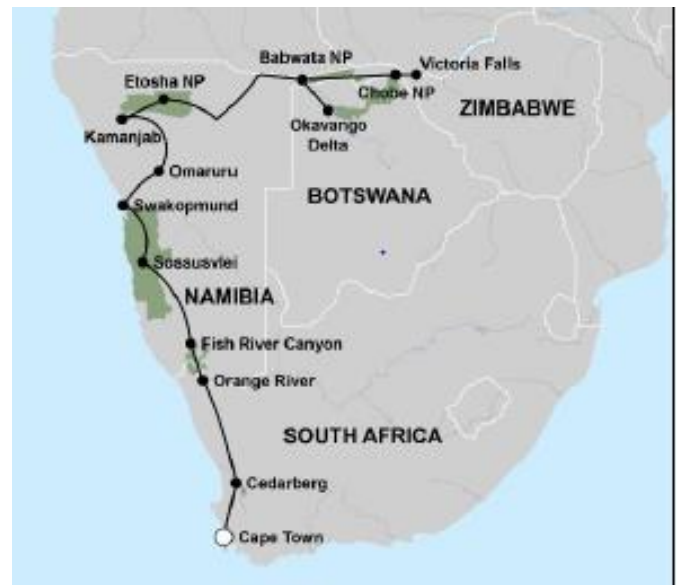 Babwata NP
Victoria Falls
Etosha NP
Chobe NP
ZIMBABWE
Kamanjab
Okavango
Delta
Omaruru
BOTSWANA
Swakopmund
Sossusvlei
NAMIBIA
Fish River Canyon
Orange River
SOUTH AFRICA
Cedarberg
Cape Town